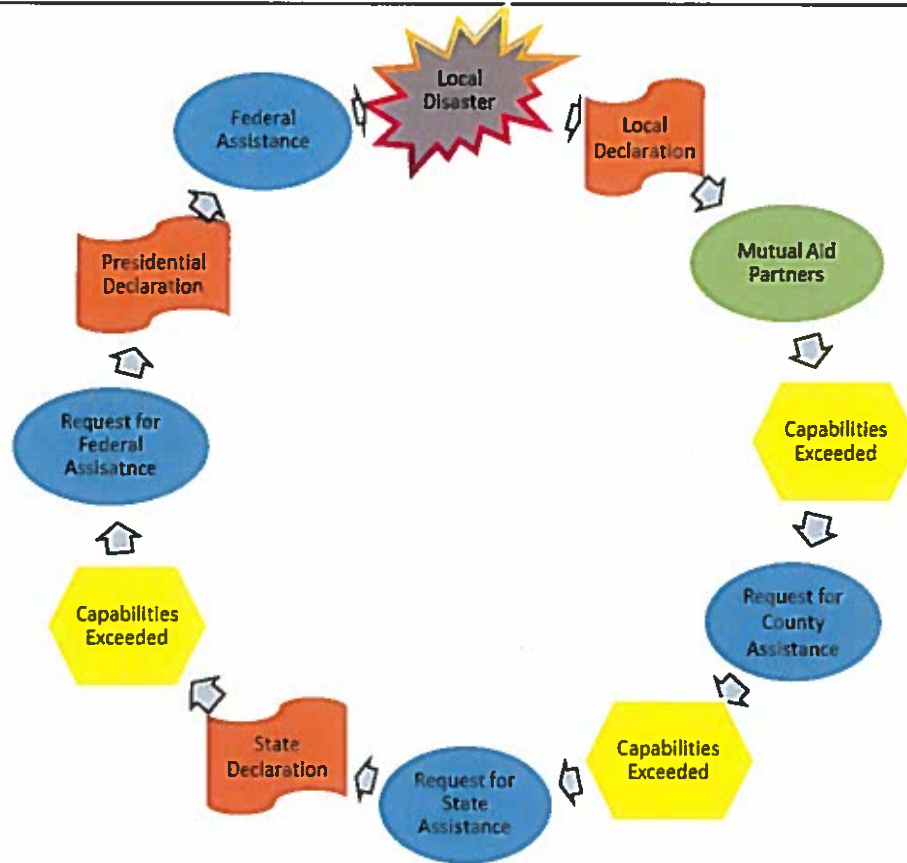 Local
Disaster
Local
Declaration
Mutual Aid
Partners
Capabilities
Exceeded
Request for
County
Assistance
Capabilities
Exceeded
Request for
State
Assistance
State
Declaration
Capabilities
Exceeded
Request for
Federal
Assisatnce
Presidential
Declaration
Federal
Assistance